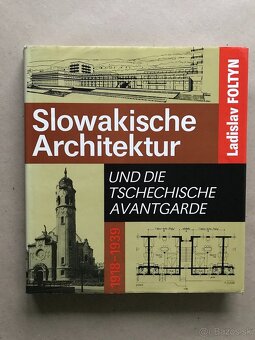 Slowakische
Architektur
Ladislav FOLTYN
UND DIE
TSCHECHISCHE
AVANTGARDE
1918–1939